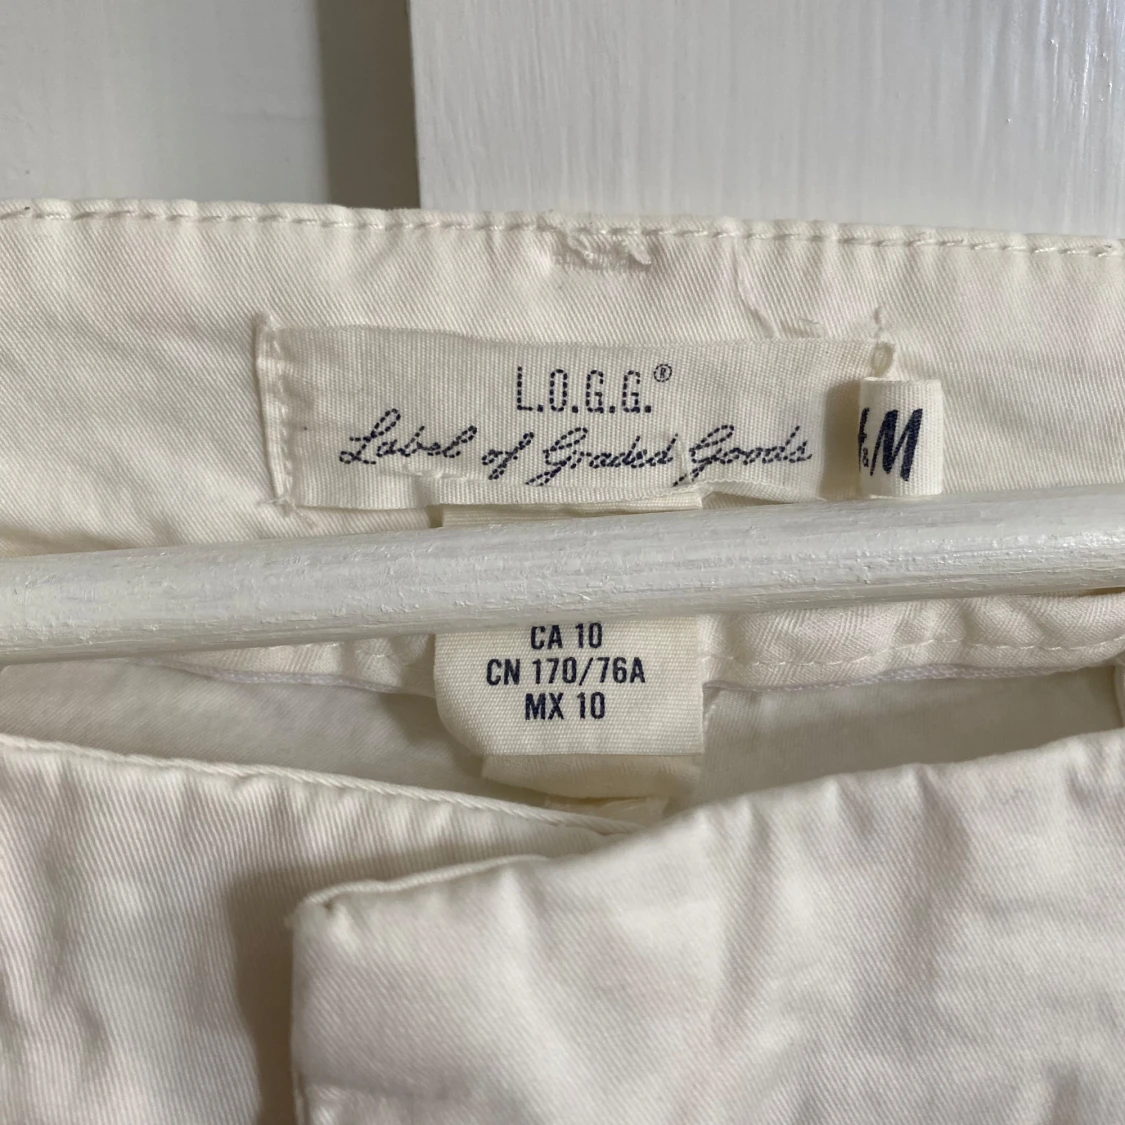 L.O.G.G.®
Label of Graded Goods
&M
CA 10
CN 170/76A
MX 10